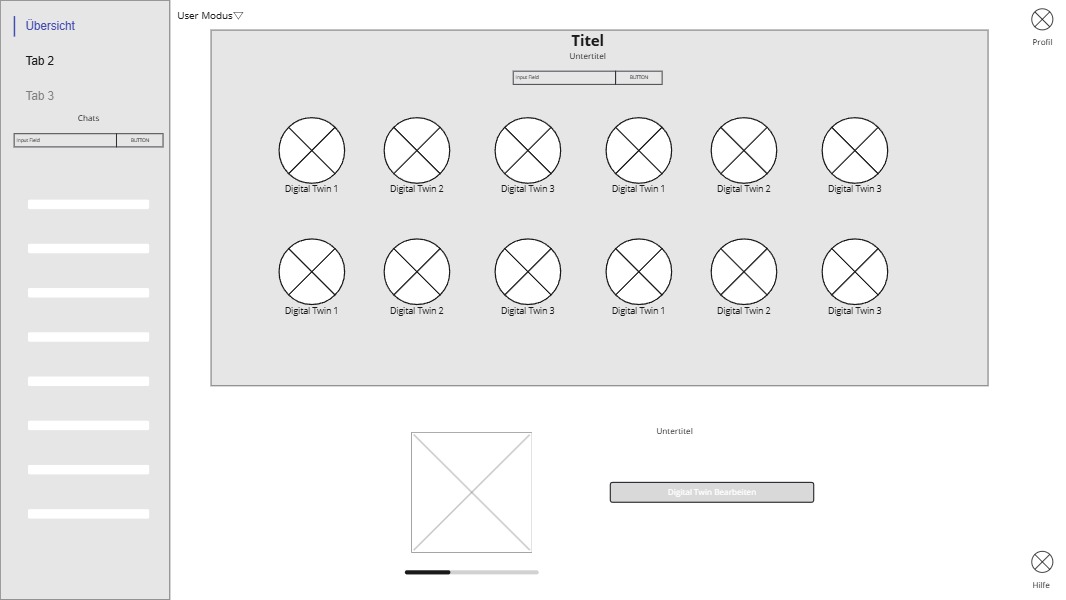 Übersicht
Tab 2
Tab 3
Chats
Input Field
BUTTON
User Modus
Titel
Untertitel
Input Field
BUTTON
Digital Twin 1
Digital Twin 2
Digital Twin 3
Digital Twin 1
Digital Twin 2
Digital Twin 3
Digital Twin 1
Digital Twin 2
Digital Twin 3
Digital Twin 1
Digital Twin 2
Digital Twin 3
Untertitel
Digital Twin Bearbeiten
Profil
Hilfe